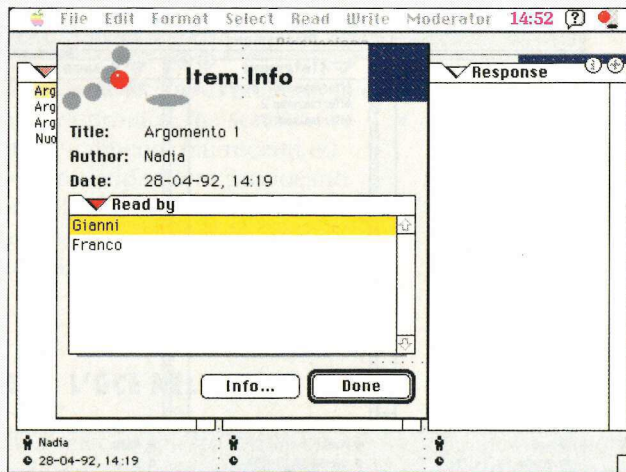 File Edit Format Select Read Write Moderator 14:52
Item Info
Response
Arg
Arg
Arg
Nuo
Title: Argomento 1
Author: Nadia
Date: 28-04-92, 14:19
Read by
Gianni
Franco
Info... Done
Nadia
28-04-92, 14:19